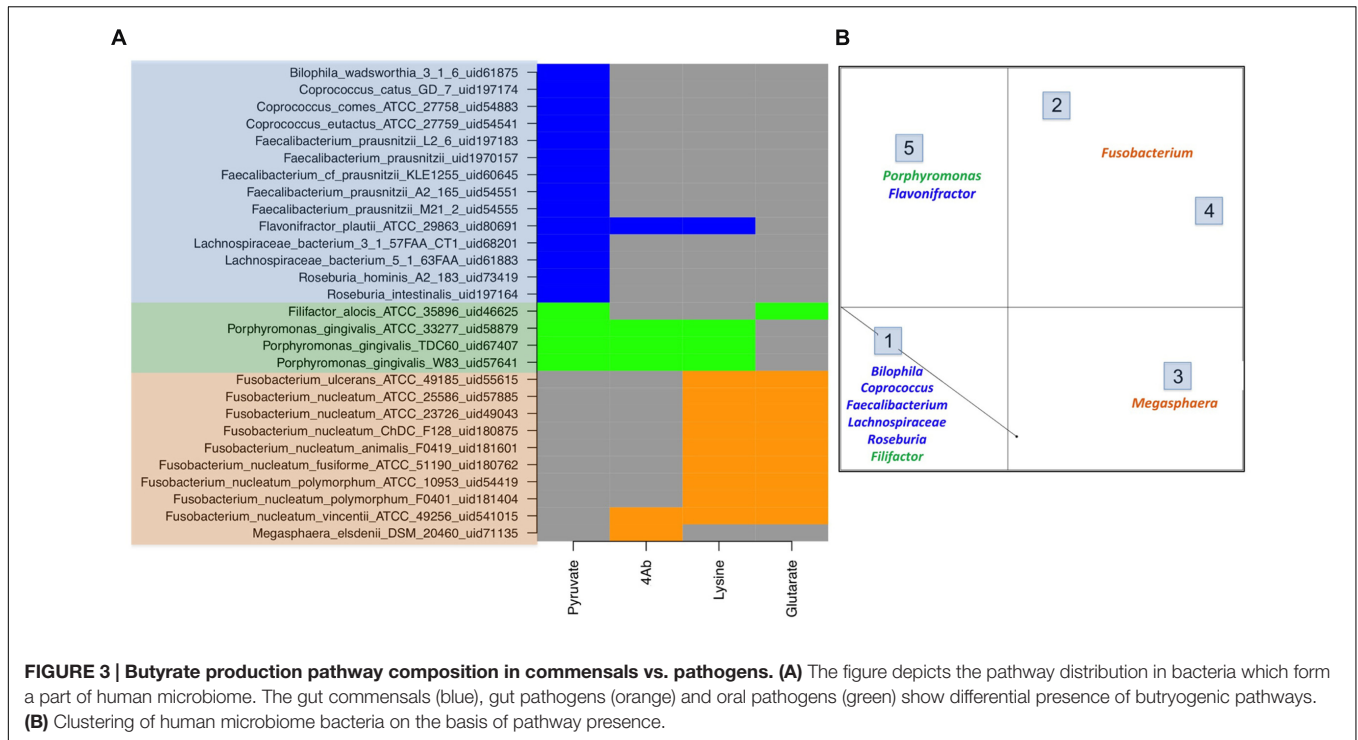 A
Bilophila_wadsworthia_3_1_6_uid61875
Coprococcus_catus_GD_7_uid197174
Coprococcus_comes_ATCC_27758_uid54883
Coprococcus_eutactus_ATCC_27759_uid54541
Faecalibacterium_prausnitzii_L2_6_uid197183
Faecalibacterium_prausnitzii_uid1970157
Faecalibacterium_cf_prausnitzii_KLE1255_uid60645
Faecalibacterium_prausnitzii_A2_165_uid54551
Faecalibacterium_prausnitzii_M21_2_uid54555
Flavonifractor_plautii_ATCC_29863_uid80691
Lachnospiraceae_bacterium_3_1_57FAA_CT1_uid68201
Lachnospiraceae_bacterium_5_1_63FAA_uid61883
Roseburia_hominis_A2_183_uid73419
Roseburia_intestinalis_uid197164
Filifactor_alocis_ATCC_35896_uid46625
Porphyromonas_gingivalis_ATCC_33277_uid58879
Porphyromonas_gingivalis_TDC60_uid67407
Porphyromonas_gingivalis_W83_uid57641
Fusobacterium_ulcerans_ATCC_49185_uid55615
Fusobacterium_nucleatum_ATCC_25586_uid57885
Fusobacterium_nucleatum_ATCC_23726_uid49043
Fusobacterium_nucleatum_ChDC_F128_uid180875
Fusobacterium_nucleatum_animalis_F0419_uid181601
Fusobacterium_nucleatum_fusiforme_ATCC_51190_uid180762
Fusobacterium_nucleatum_polymorphum_ATCC_10953_uid54419
Fusobacterium_nucleatum_polymorphum_F0401_uid181404
Fusobacterium_nucleatum_vincentii_ATCC_49256_uid541015
Megasphaera_elsdenii_DSM_20460_uid71135
Pyruvate
4Ab
Lysine
Glutarate
B
2
5
Fusobacterium
Porphyromonas
Flavonifractor
4
1
Bilophila
Coprococcus
Faecalibacterium
Lachnospiraceae
Roseburia
Filifactor
3
Megasphaera
FIGURE 3 | Butyrate production pathway composition in commensals vs. pathogens. (A) The figure depicts the pathway distribution in bacteria which form
a part of human microbiome. The gut commensals (blue), gut pathogens (orange) and oral pathogens (green) show differential presence of butryogenic pathways.
(B) Clustering of human microbiome bacteria on the basis of pathway presence.